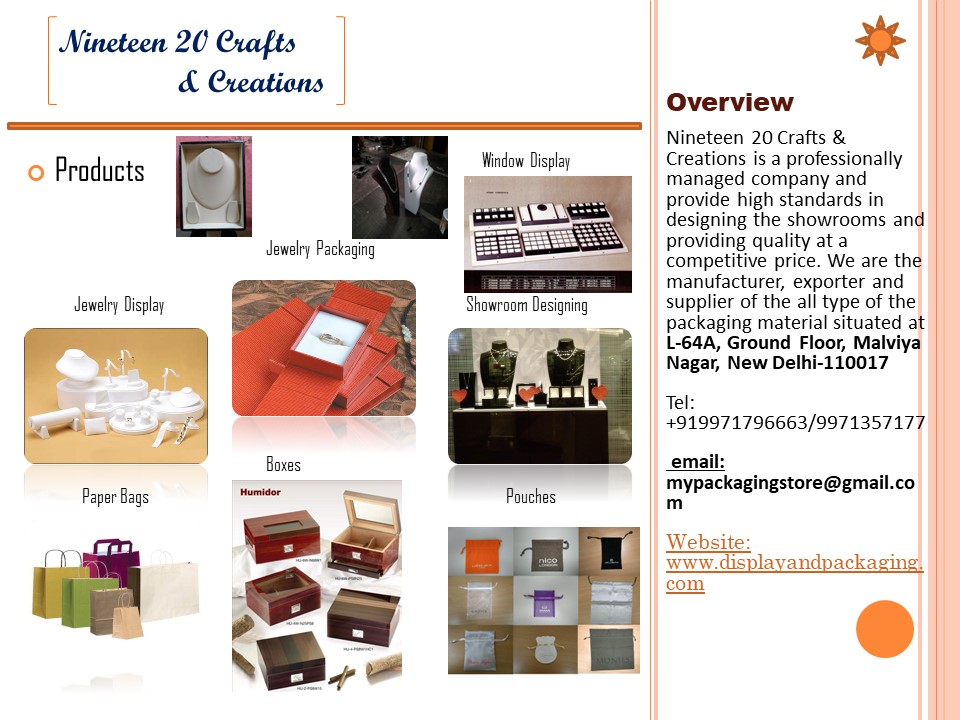 Nineteen 20 Crafts
& Creations
Products
Window Display
Jewelry Packaging
Jewelry Display
Showroom Designing
Boxes
Paper Bags
Pouches
Humidor
nico
LONDON
Overview
Nineteen 20 Crafts &
Creations is a professionally
managed company and
provide high standards in
designing the showrooms and
providing quality at a
competitive price. We are the
manufacturer, exporter and
supplier of the all type of the
packaging material situated at
L-64A, Ground Floor, Malviya
Nagar, New Delhi-110017
Tel:
+919971796663/9971357177
email:
mypackagingstore@gmail.co
m
Website:
www.displayandpackaging.
com